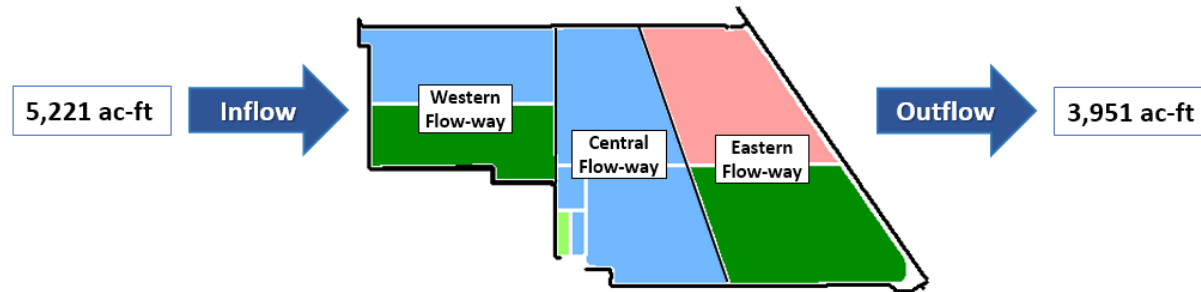 5,221 ac-ft
Inflow
Western
Flow-way
Central
Flow-way
Eastern
Flow-way
Outflow
3,951 ac-ft